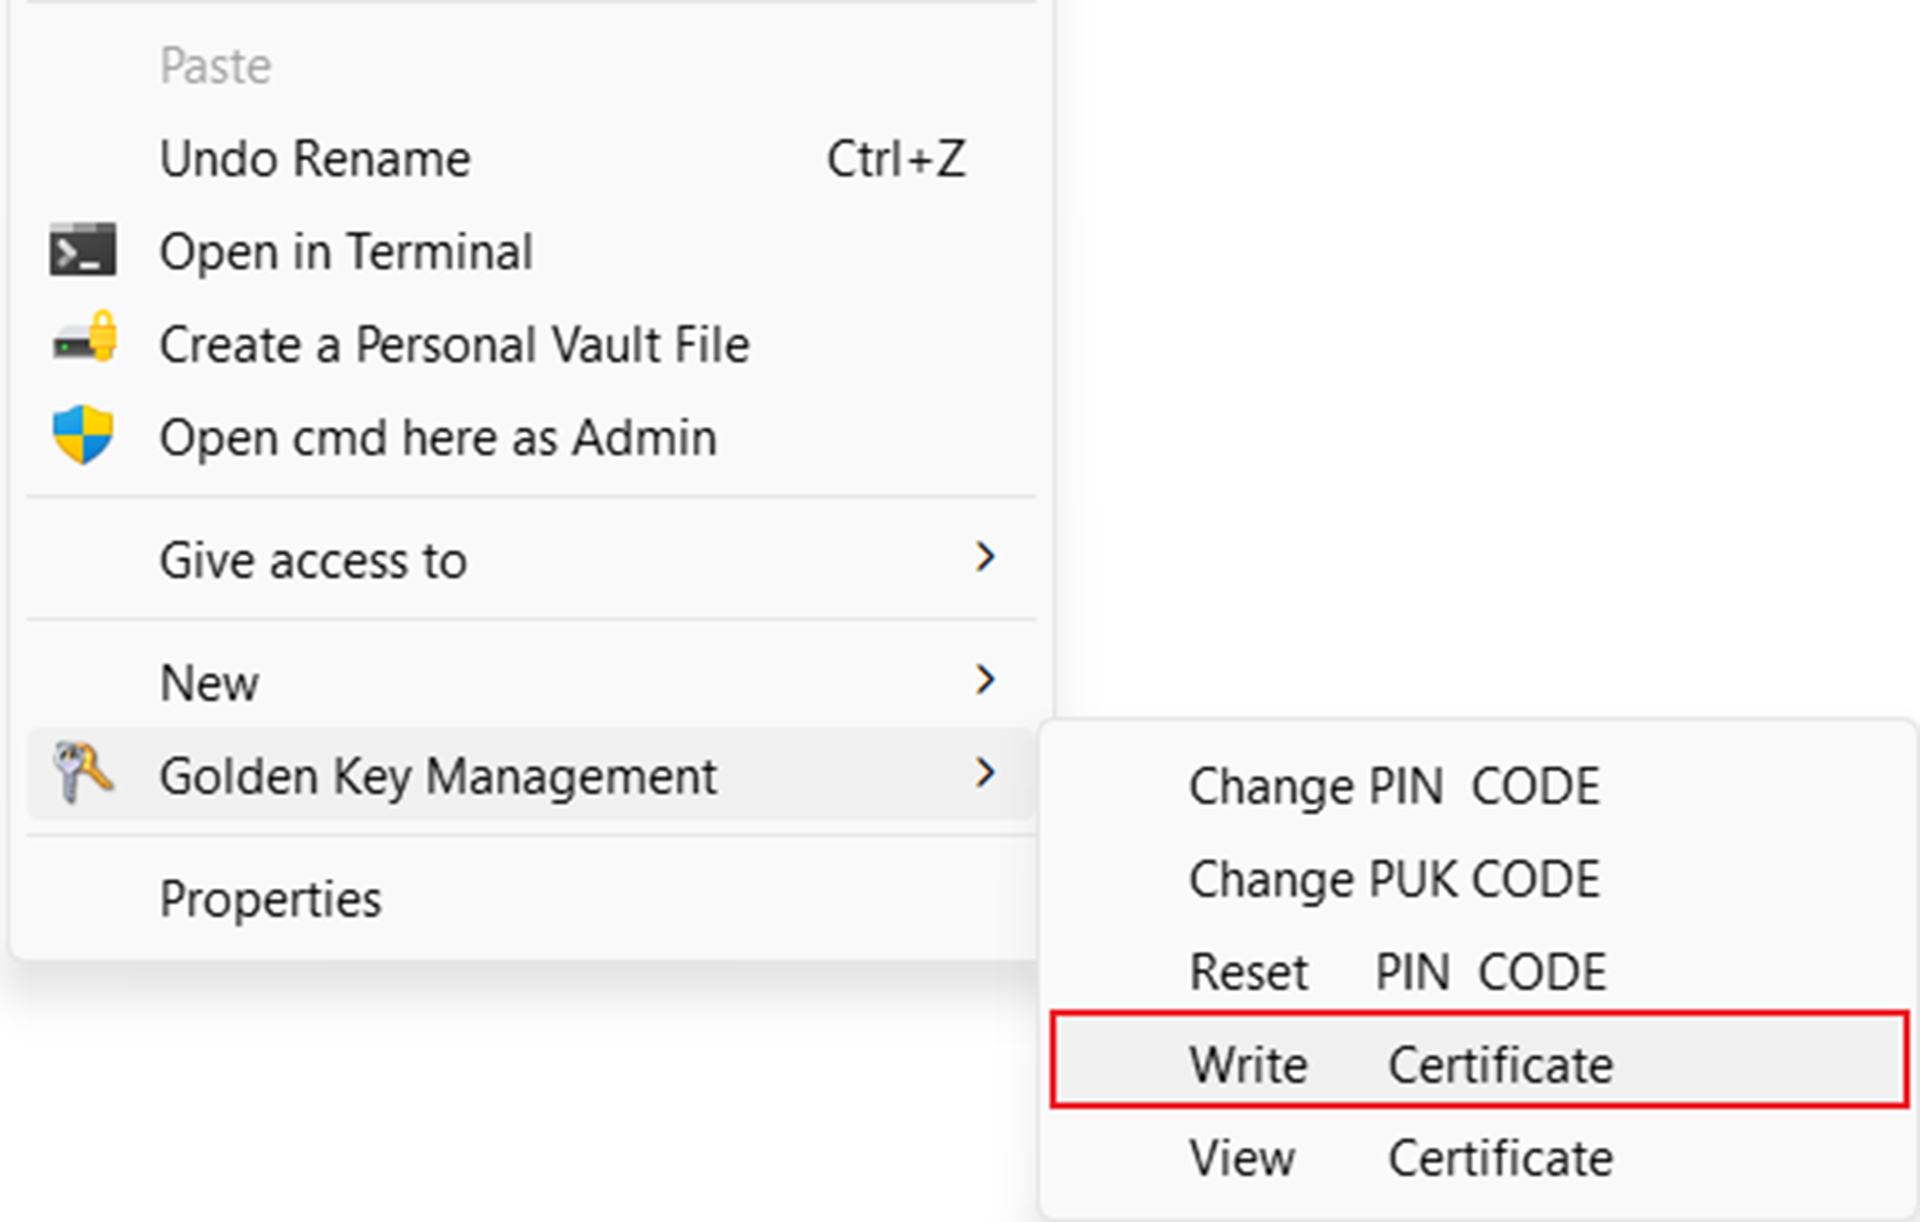 Paste
Undo Rename Ctrl+Z
Open in Terminal
Create a Personal Vault File
Open cmd here as Admin
Give access to
New
Golden Key Management
Properties
Change PIN CODE
Change PUK CODE
Reset PIN CODE
Write Certificate
View Certificate